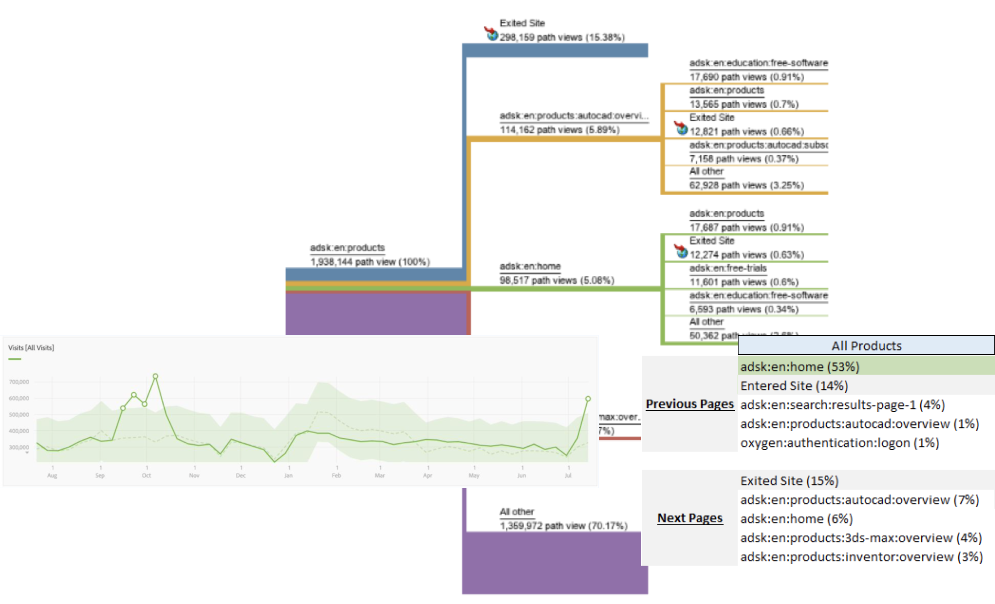 Exited Site
298,159 path views (15.38%)
adsk:en:products:autocad:overvi...
114,162 path views (5.89%)
adsk:en:education:free-software
17,690 path views (0.91%)
adsk:en:products
13,565 path views (0.7%)
Exited Site
12,821 path views (0.66%)
adsk:en:products:autocad:subsc
7,158 path views (0.37%)
All other
62,928 path views (3.25%)
adsk:en:products
1,938,144 path view (100%)
adsk:en:home
98,517 path views (5.08%)
adsk:en:products
17,687 path views (0.91%)
Exited Site
12,274 path views (0.63%)
adsk:en:free-trials
11,601 path views (0.6%)
adsk:en:education:free-software
6,593 path views (0.34%)
All other
50,362 path views
Visits [All Visits]
700,000
600,000
500,000
400,000
300,000
Aug Sep Oct Nov Dec Jan Feb Mar Apr May Jun Jul
max:over...
7%)
All other
1,359,972 path view (70.17%)
All Products
Previous Pages
adsk:en:home (53%)
Entered Site (14%)
adsk:en:search:results-page-1 (4%)
adsk:en:products:autocad:overview (1%)
oxygen:authentication:logon (1%)
Next Pages
Exited Site (15%)
adsk:en:products:autocad:overview (7%)
adsk:en:home (6%)
adsk:en:products:3ds-max:overview (4%)
adsk:en:products:inventor:overview (3%)